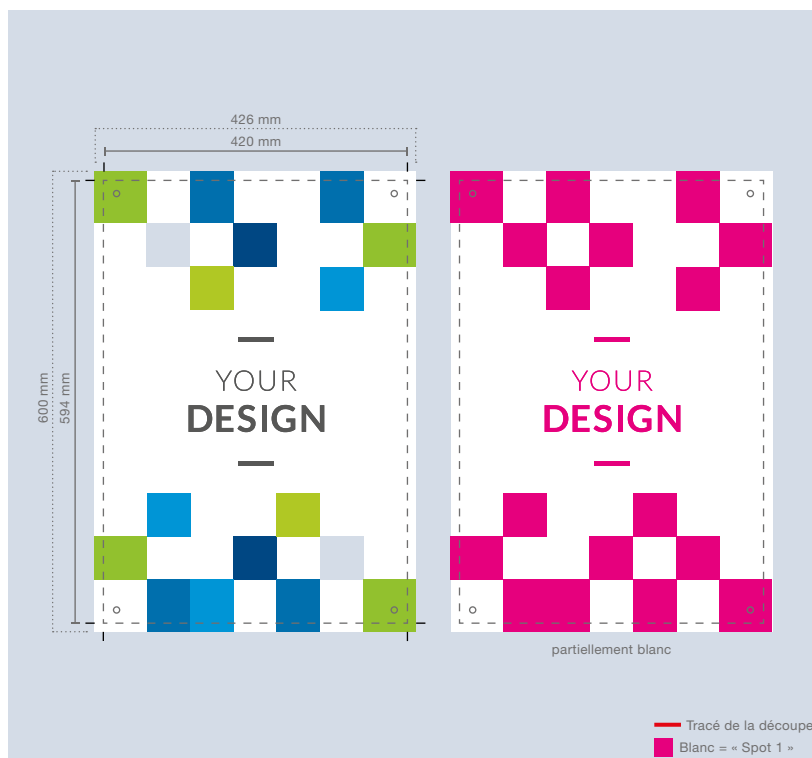 426 mm
420 mm
600 mm
594 mm
YOUR
DESIGN
YOUR
DESIGN
partiellement blanc
Tracé de la découpe
Blanc = « Spot 1 »